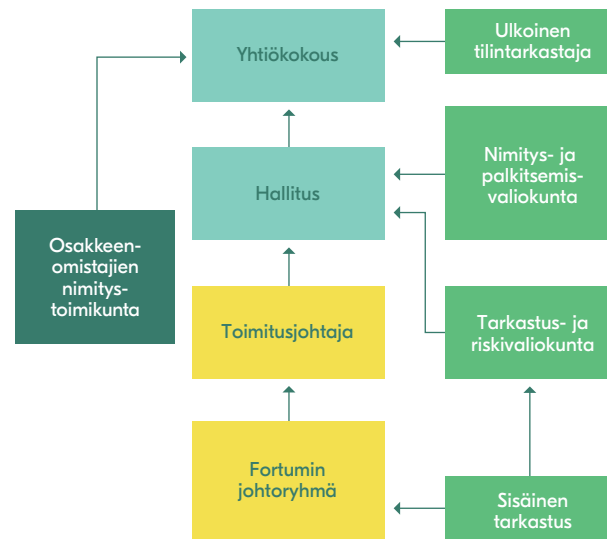 Yhtiökokous
Ulkoinen
tilintarkastaja
Hallitus
Nimitys- ja
palkitsemis-
valiokunta
Osakkeen-
omistajien
nimitys-
toimikunta
Toimitusjohtaja
Tarkastus- ja
riskivaliokunta
Fortumin
johtoryhmä
Sisäinen
tarkastus